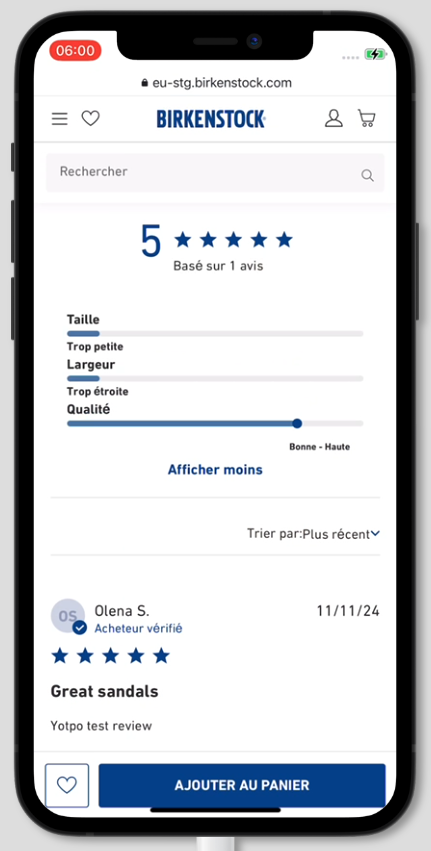 06:00
eu-stg.birkenstock.com
BIRKENSTOCK
Rechercher
5
Basé sur 1 avis
Taille
Trop petite
Largeur
Trop étroite
Qualité
Bonne - Haute
Afficher moins
Trier par:Plus récent
OS Olena S. 11/11/24
Acheteur vérifié
Great sandals
Yotpo test review
AJOUTER AU PANIER